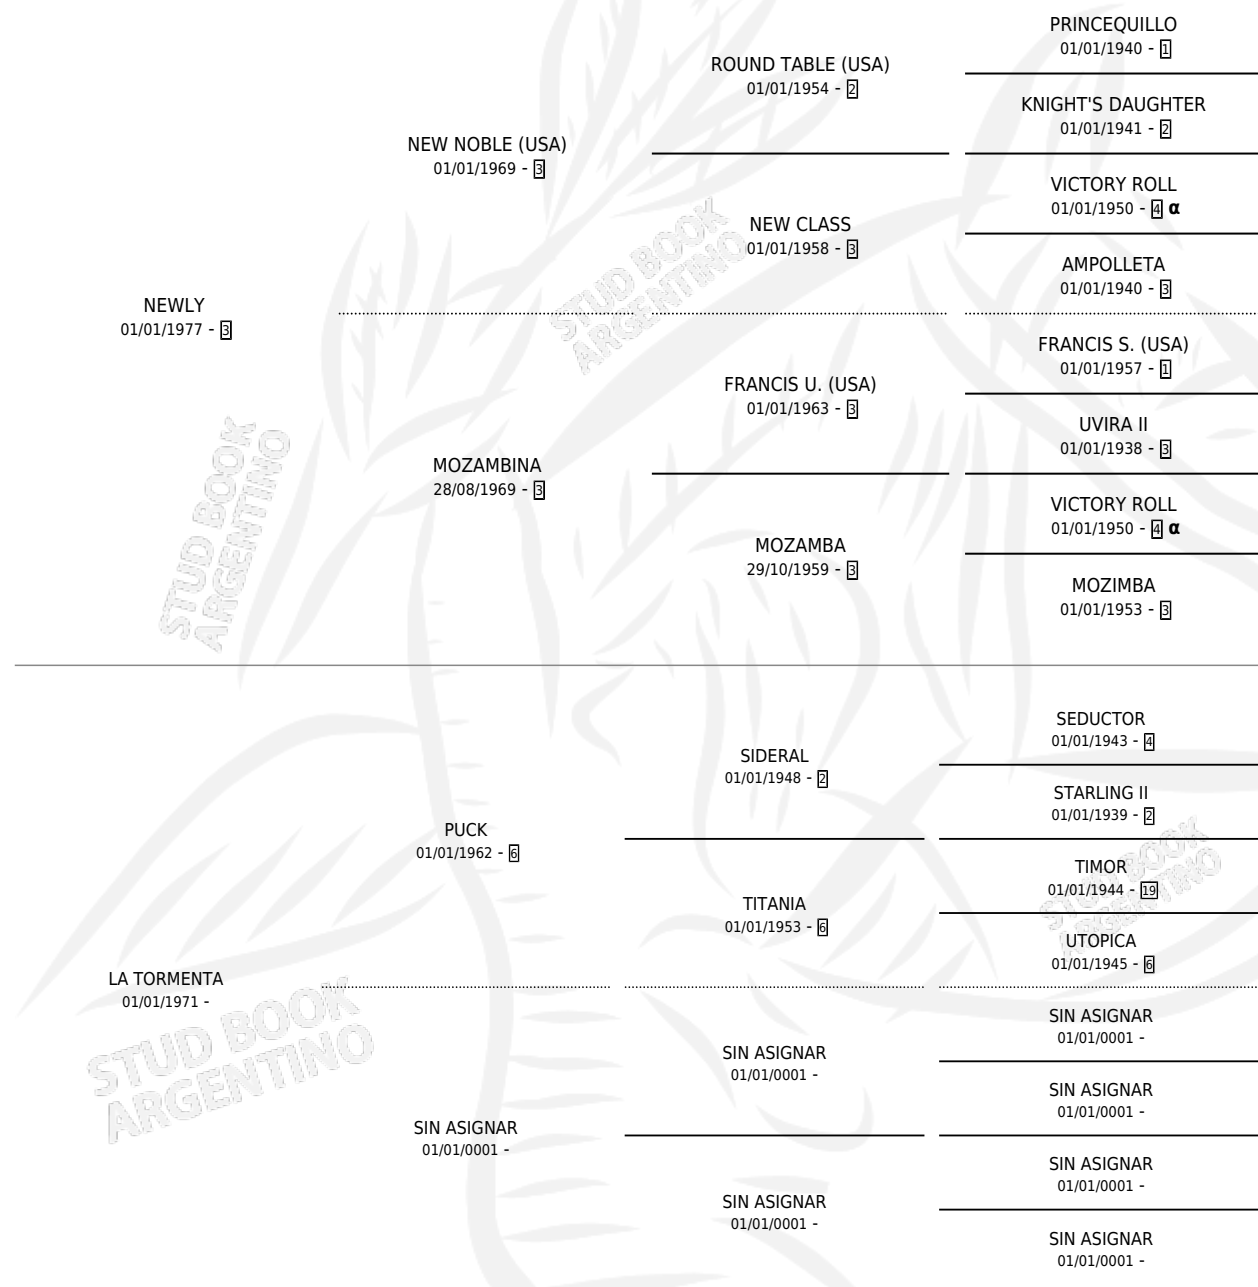 PRINCEQUILLO
01/01/1940 - 1
ROUND TABLE (USA)
01/01/1954 - 2
KNIGHT'S DAUGHTER
01/01/1941 - 2
NEW NOBLE (USA)
01/01/1969 - 3
VICTORY ROLL
01/01/1950 - 4 α
NEW CLASS
01/01/1958 - 3
AMPOLLETA
01/01/1940 - 3
NEWLY
01/01/1977 - 3
FRANCIS S. (USA)
01/01/1957 - 1
FRANCIS U. (USA)
01/01/1963 - 3
UVIRA II
01/01/1938 - 3
MOZAMBINA
28/08/1969 - 3
VICTORY ROLL
01/01/1950 - 4 α
MOZAMBA
29/10/1959 - 3
MOZIMBA
01/01/1953 - 3
SEDUCTOR
01/01/1943 - 4
SIDERAL
01/01/1948 - 2
STARLING II
01/01/1939 - 2
PUCK
01/01/1962 - 6
TIMOR
01/01/1944 - 19
TITANIA
01/01/1953 - 6
UTOPICA
01/01/1945 - 6
LA TORMENTA
01/01/1971 -
SIN ASIGNAR
01/01/0001 -
SIN ASIGNAR
01/01/0001 -
SIN ASIGNAR
01/01/0001 -
SIN ASIGNAR
01/01/0001 -
SIN ASIGNAR
01/01/0001 -
SIN ASIGNAR
01/01/0001 -
SIN ASIGNAR
01/01/0001 -
STUD BOOK
ARGENTINO
STUD BOOK
ARGENTINO
STUD BOOK
ARGENTINO
STUD BOOK
ARGENTINO